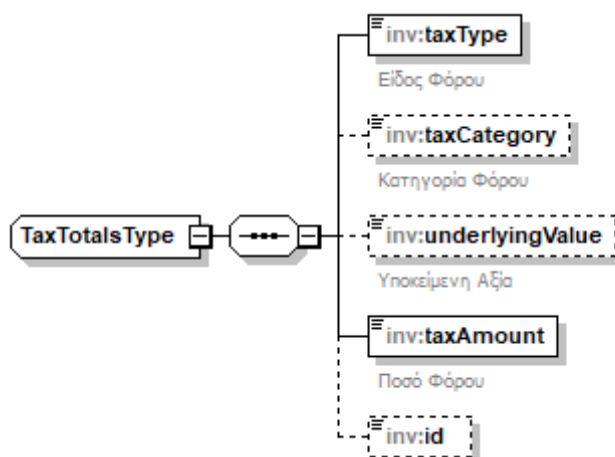 inv:taxType
Είδος Φόρου
inv:taxCategory
Κατηγορία Φόρου
TaxTotalsType
inv:underlyingValue
Υποκείμενη Αξία
inv:taxAmount
Ποσό Φόρου
inv:id